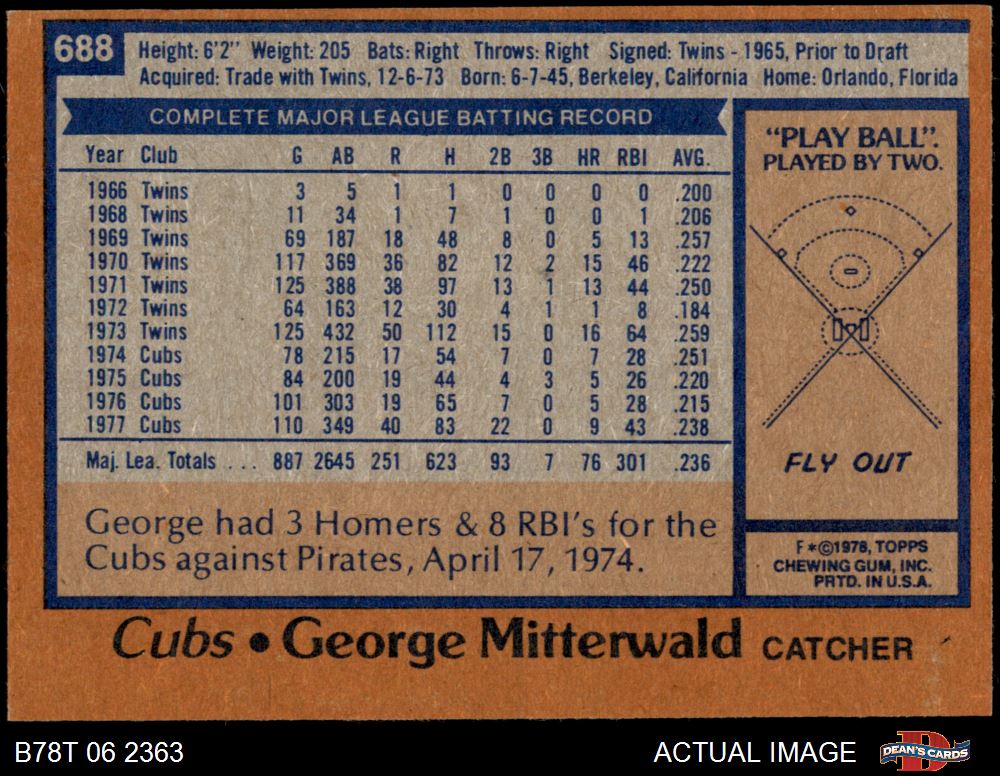 688
Height: 6'2" Weight: 205 Bats: Right Throws: Right Signed: Twins - 1965, Prior to Draft
Acquired: Trade with Twins, 12-6-73 Born: 6-7-45, Berkeley, California Home: Orlando, Florida
COMPLETE MAJOR LEAGUE BATTING RECORD
Year Club G AB R H 2B 3B HR RBI AVG.
1966 Twins 3 5 1 1 0 0 0 0 .200
1968 Twins 11 34 1 7 1 0 0 1 .206
1969 Twins 69 187 18 48 8 0 5 13 .257
1970 Twins 117 369 36 82 12 2 15 46 .222
1971 Twins 125 388 38 97 13 1 13 44 .250
1972 Twins 64 163 12 30 4 1 1 8 .184
1973 Twins 125 432 50 112 15 0 16 64 .259
1974 Cubs 78 215 17 54 7 0 7 28 .251
1975 Cubs 84 200 19 44 4 3 5 26 .220
1976 Cubs 101 303 19 65 7 0 5 28 .215
1977 Cubs 110 349 40 83 22 0 9 43 .238
Maj. Lea. Totals . . . 887 2645 251 623 93 7 76 301 .236
George had 3 Homers & 8 RBI's for the
Cubs against Pirates, April 17, 1974.
"PLAY BALL".
PLAYED BY TWO.
FLY OUT
F*©1978, TOPPS
CHEWING GUM, INC.
PRTD. IN U.S.A.
Cubs • George Mitterwald CATCHER
B78T 06 2363
ACTUAL IMAGE
DEAN'S CARDS